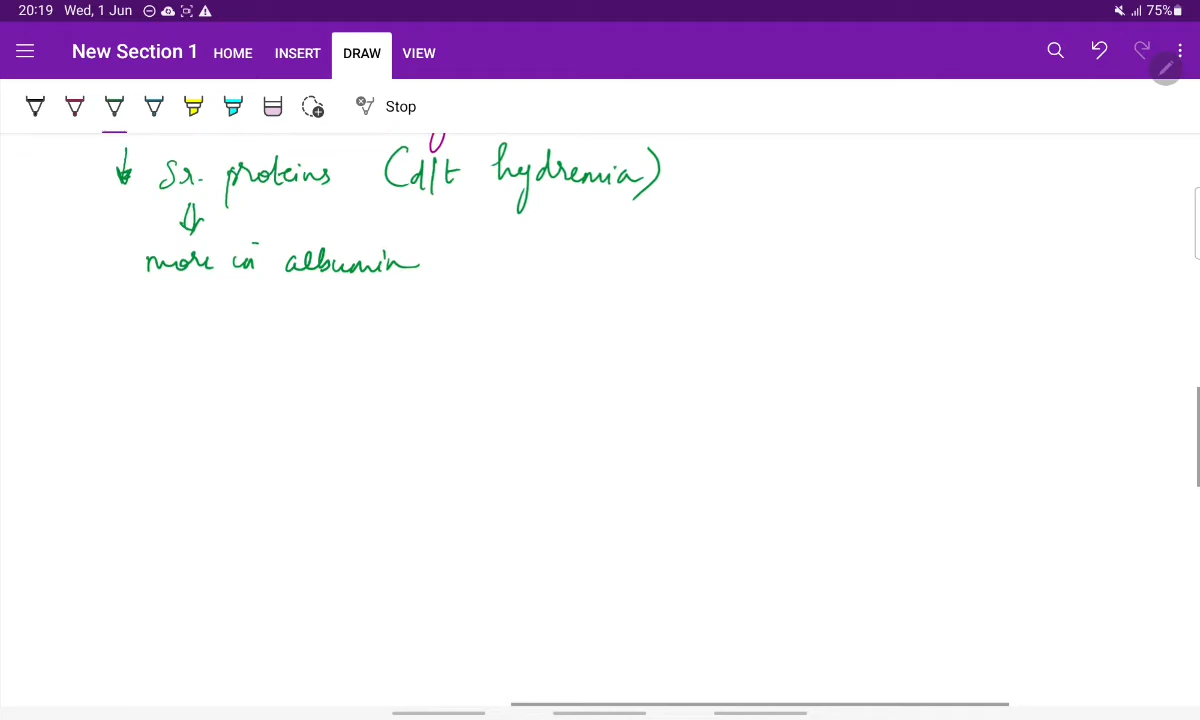 20:19 Wed, 1 Jun 75%
New Section 1 HOME INSERT DRAW VIEW
Stop
↓ Sr. proteins (d/t hydremia)
⇓
more in albumin